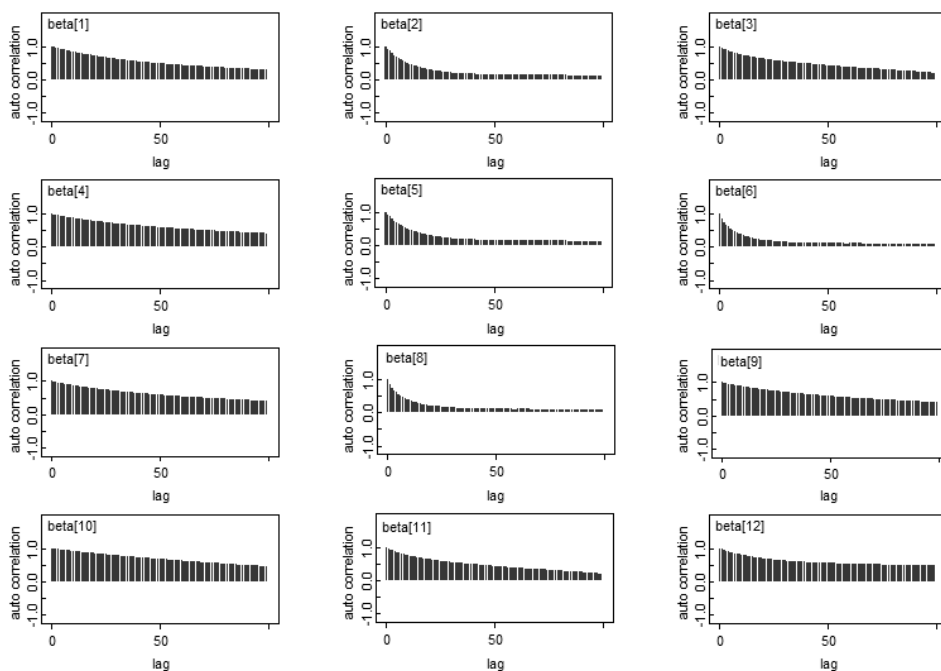 beta[1]
auto correlation
1.0
0.0
-1.0
0
50
lag
beta[2]
auto correlation
1.0
0.0
-1.0
0
50
lag
beta[3]
auto correlation
1.0
0.0
-1.0
0
50
lag
beta[4]
auto correlation
1.0
0.0
-1.0
0
50
lag
beta[5]
auto correlation
1.0
0.0
-1.0
0
50
lag
beta[6]
auto correlation
1.0
0.0
-1.0
0
50
lag
beta[7]
auto correlation
1.0
0.0
-1.0
0
50
lag
beta[8]
auto correlation
1.0
0.0
-1.0
0
50
lag
beta[9]
auto correlation
1.0
0.0
-1.0
0
50
lag
beta[10]
auto correlation
1.0
0.0
-1.0
0
50
lag
beta[11]
auto correlation
1.0
0.0
-1.0
0
50
lag
beta[12]
auto correlation
1.0
0.0
-1.0
0
50
lag